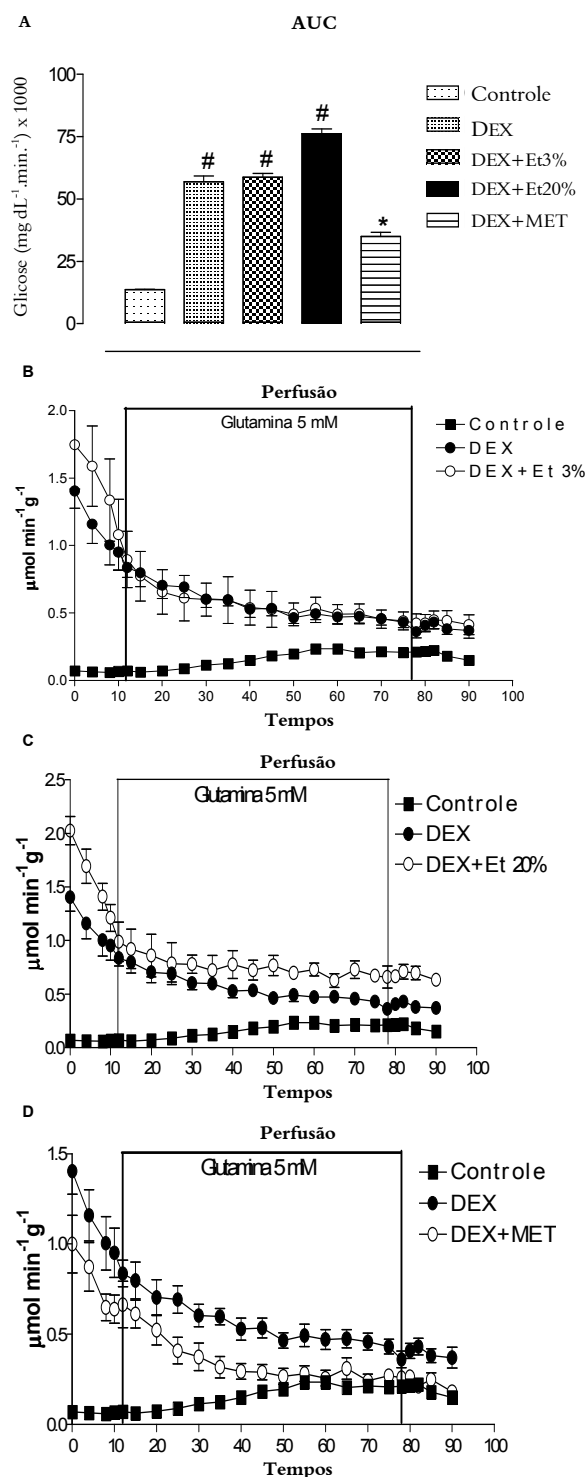 A
AUC
Glicose (mg dL⁻¹.min.⁻¹) x 1000
100
75
50
25
0
#
#
#
*
Controle
DEX
DEX+Et3%
DEX+Et20%
DEX+MET
B
Perfusão
Glutamina 5 mM
µmol min⁻¹g⁻¹
2.0
1.5
1.0
0.5
0.0
0 10 20 30 40 50 60 70 80 90 100
Tempos
Controle
DEX
DEX+Et 3%
C
Perfusão
Glutamina 5 mM
µmol min⁻¹g⁻¹
2.5
2.0
1.5
1.0
0.5
0.0
0 10 20 30 40 50 60 70 80 90 100
Tempos
Controle
DEX
DEX+Et 20%
D
Perfusão
Glutamina 5 mM
µmol min⁻¹g⁻¹
1.5
1.0
0.5
0.0
0 10 20 30 40 50 60 70 80 90 100
Tempos
Controle
DEX
DEX+MET